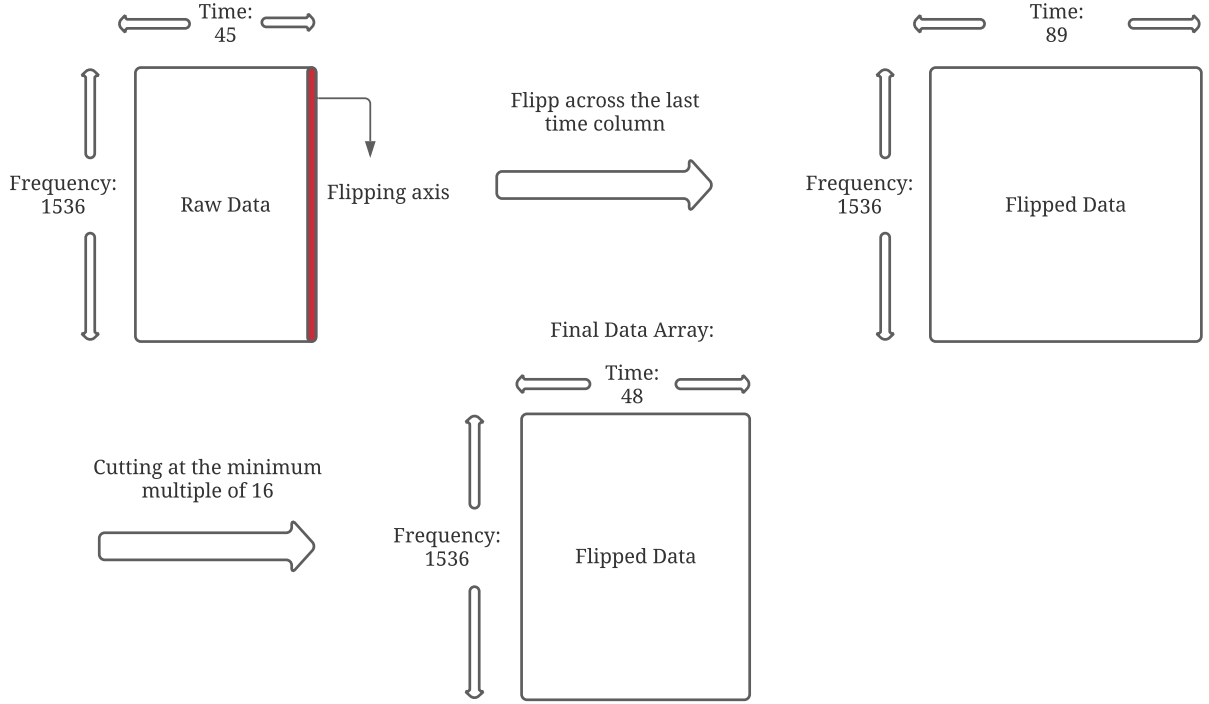 Time:
45
Frequency:
1536
Raw Data
Flipping axis
Flipp across the last
time column
Time:
89
Frequency:
1536
Flipped Data
Cutting at the minimum
multiple of 16
Final Data Array:
Time:
48
Frequency:
1536
Flipped Data